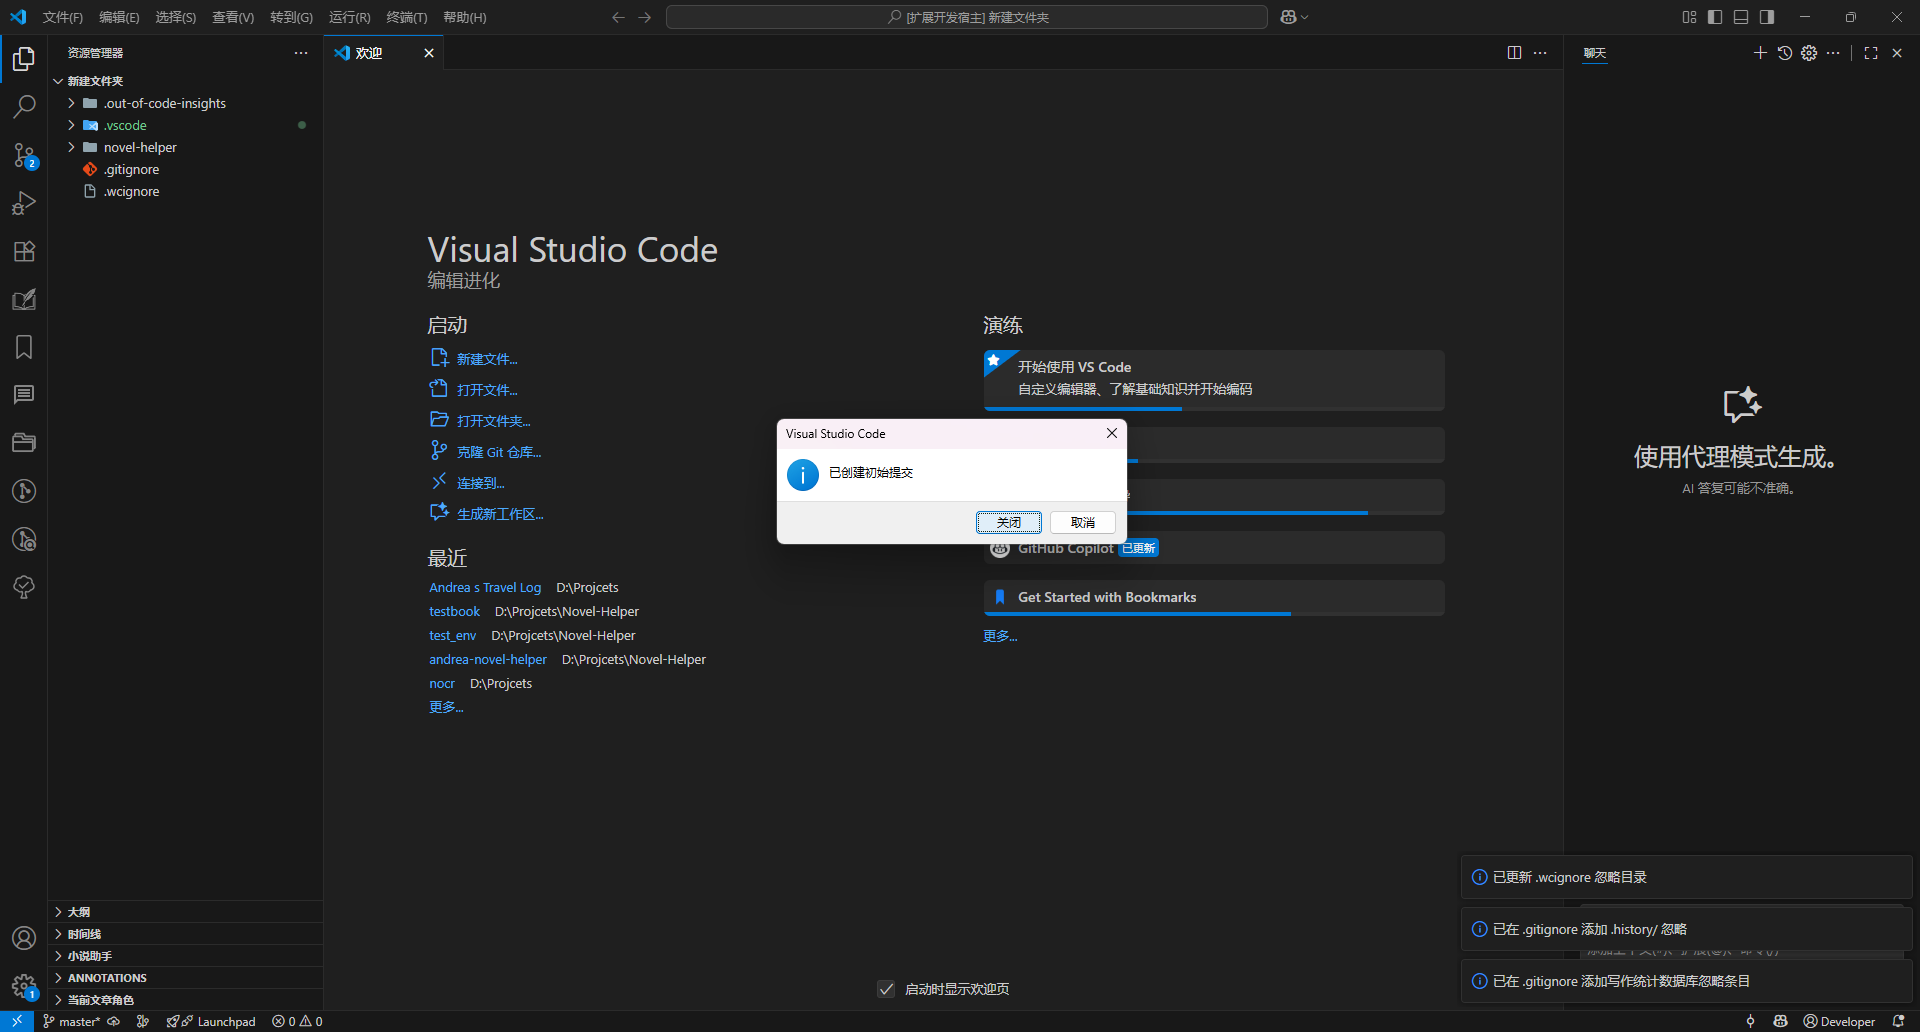 文件(F) 编辑(E) 选择(S) 查看(V) 转到(G) 运行(R) 终端(T) 帮助(H)
[扩展开发宿主] 新建文件夹
资源管理器
新建文件夹
.out-of-code-insights
.vscode
novel-helper
.gitignore
.wcignore
2
大纲
时间线
小说助手
ANNOTATIONS
当前文章角色
1
欢迎
Visual Studio Code
编辑进化
启动
新建文件...
打开文件...
打开文件夹...
克隆 Git 仓库...
连接到...
生成新工作区...
最近
Andrea s Travel Log D:\Projcets
testbook D:\Projcets\Novel-Helper
test_env D:\Projcets\Novel-Helper
andrea-novel-helper D:\Projcets\Novel-Helper
nocr D:\Projcets
更多...
演练
开始使用 VS Code
自定义编辑器、了解基础知识并开始编码
GitHub Copilot 已更新
Get Started with Bookmarks
更多...
启动时显示欢迎页
Visual Studio Code
已创建初始提交
关闭 取消
聊天
使用代理模式生成。
AI 答复可能不准确。
已更新 .wcignore 忽略目录
已在 .gitignore 添加 .history/ 忽略
已在 .gitignore 添加写作统计数据库忽略条目
master* Launchpad 0 0 Developer